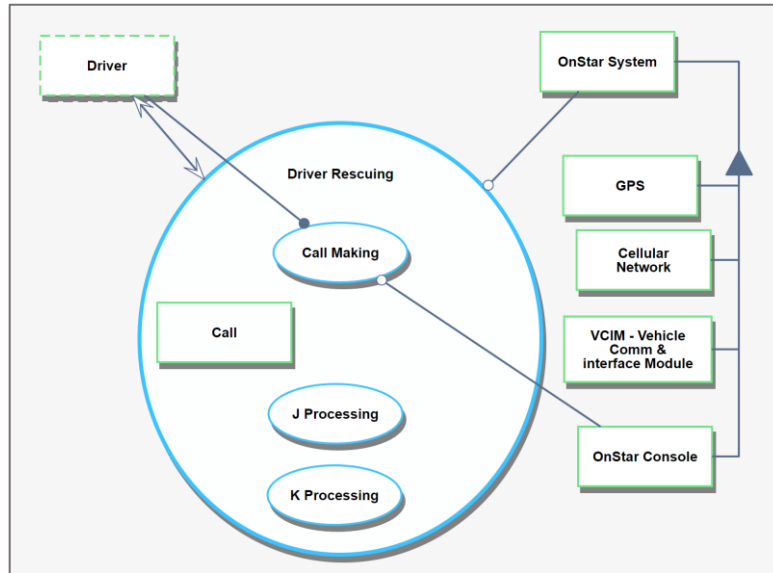 Driver
OnStar System
Driver Rescuing
GPS
Call Making
Cellular
Network
Call
VCIM - Vehicle
Comm &
interface Module
J Processing
OnStar Console
K Processing